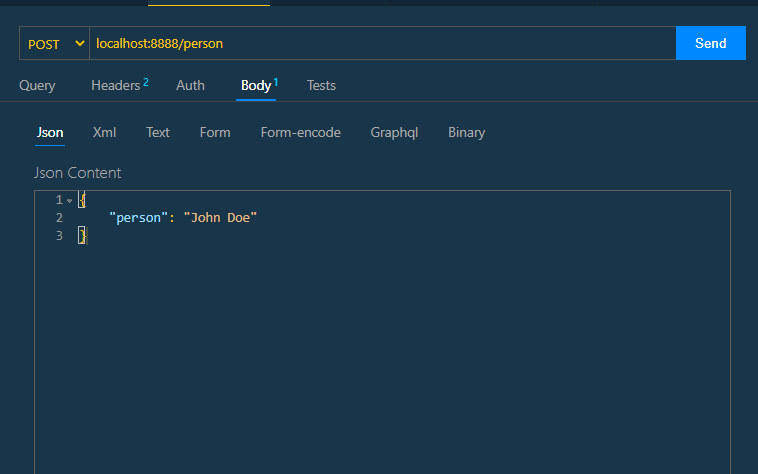 POST localhost:8888/person Send
Query Headers 2 Auth Body 1 Tests
Json Xml Text Form Form-encode Graphql Binary
Json Content
1 {
2 "person": "John Doe"
3 }